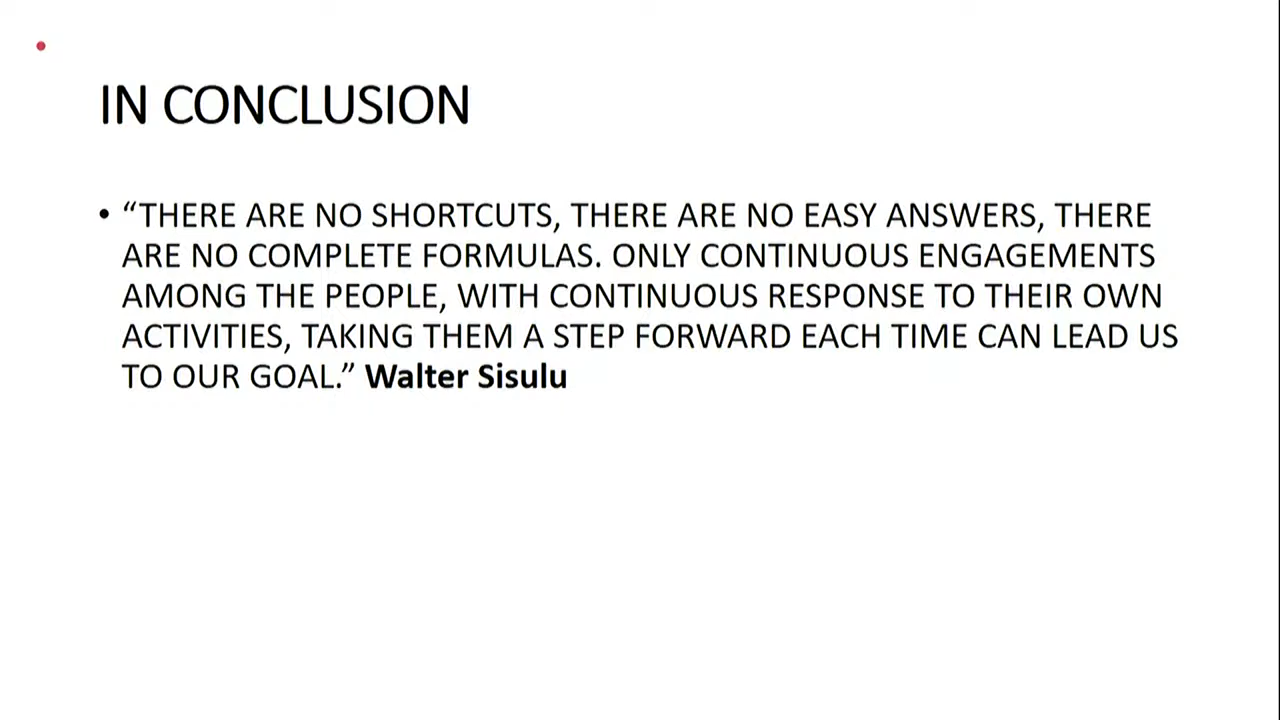 IN CONCLUSION
• “THERE ARE NO SHORTCUTS, THERE ARE NO EASY ANSWERS, THERE
ARE NO COMPLETE FORMULAS. ONLY CONTINUOUS ENGAGEMENTS
AMONG THE PEOPLE, WITH CONTINUOUS RESPONSE TO THEIR OWN
ACTIVITIES, TAKING THEM A STEP FORWARD EACH TIME CAN LEAD US
TO OUR GOAL.” Walter Sisulu